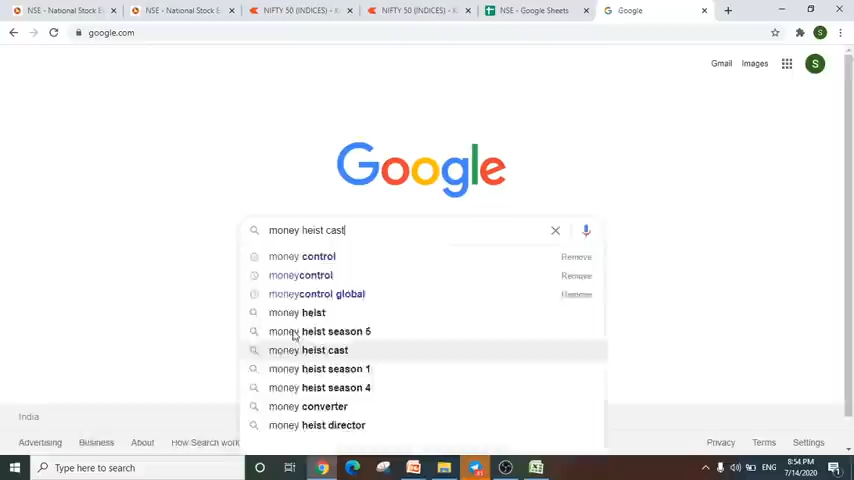 NSE - National Stock E
NSE - National Stock E
NIFTY 50 (INDICES) - K
NIFTY 50 (INDICES) - K
NSE - Google Sheets
Google
google.com
S
Gmail
Images
S
Google
money heist cast
money control
Remove
moneycontrol
Remove
moneycontrol global
Remove
money heist
money heist season 5
money heist cast
money heist season 1
money heist season 4
money converter
money heist director
India
Advertising
Business
About
How Search work
Privacy
Terms
Settings
Type here to search
ENG
8:54 PM
7/14/2020